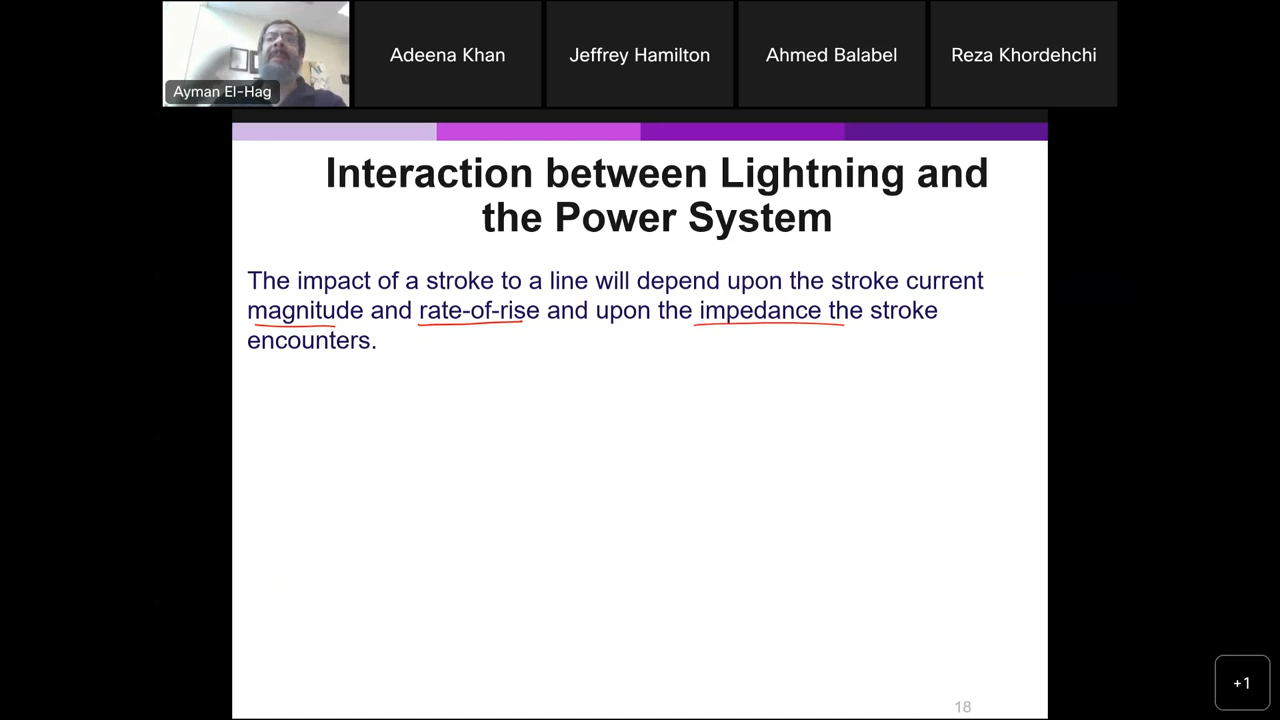 Ayman El-Hag
Adeena Khan
Jeffrey Hamilton
Ahmed Balabel
Reza Khordehchi
Interaction between Lightning and
the Power System
The impact of a stroke to a line will depend upon the stroke current
magnitude and rate-of-rise and upon the impedance the stroke
encounters.
18
+1